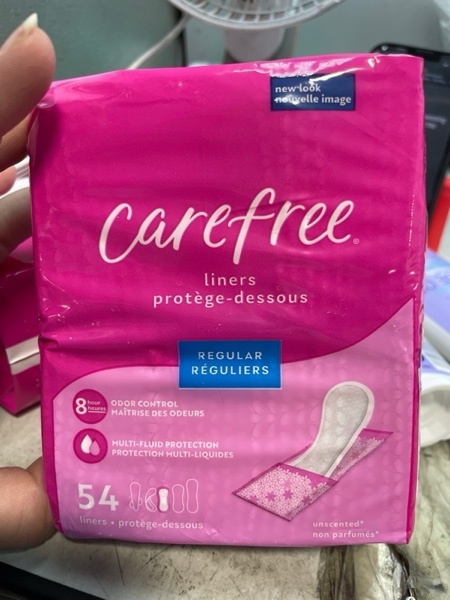 new look
nouvelle image
carefree®
liners
protège-dessous
REGULAR
RÉGULIERS
8 hour
heures
ODOR CONTROL
MAÎTRISE DES ODEURS
MULTI-FLUID PROTECTION
PROTECTION MULTI-LIQUIDES
54
liners • protège-dessous
unscented*
non parfumés*